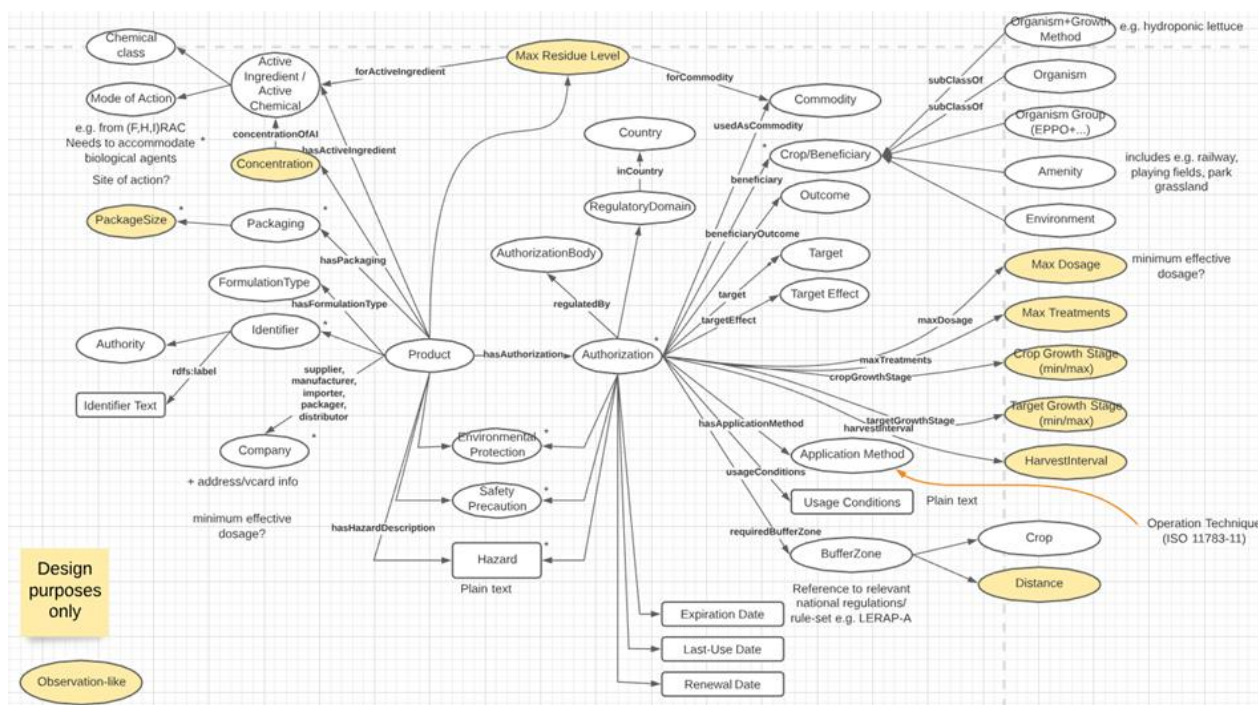 Chemical
class
Mode of Action
e.g. from (F,H,I)RAC
Needs to accommodate *
biological agents
Site of action?
Active
Ingredient /
Active
Chemical
forActiveIngredient
Max Residue Level
forCommodity
concentrationOfAI
hasActiveIngredient
Concentration
PackageSize
*
Packaging
*
hasPackaging
FormulationType
hasFormulationType
Identifier
*
Authority
rdfs:label
Identifier Text
supplier,
manufacturer,
importer,
packager,
distributor
Company
*
+ address/vcard info
minimum effective
dosage?
Product
hasAuthorization
Authorization
*
Country
inCountry
RegulatoryDomain
AuthorizationBody
regulatedBy
Environmental
Protection
*
Safety
Precaution
*
hasHazardDescription
Hazard
*
Plain text
Expiration Date
Last-Use Date
Renewal Date
Commodity
usedAsCommodity
*
Crop/Beneficiary
beneficiary
Outcome
beneficiaryOutcome
Target
target
Target Effect
targetEffect
Organism+Growth
Method
e.g. hydroponic lettuce
subClassOf
Organism
subClassOf
Organism Group
(EPPO+...)
Amenity
includes e.g. railway,
playing fields, park
grassland
Environment
Max Dosage
minimum effective
dosage?
maxDosage
Max Treatments
maxTreatments
cropGrowthStage
Crop Growth Stage
(min/max)
targetGrowthStage
Target Growth Stage
(min/max)
harvestInterval
HarvestInterval
hasApplicationMethod
Application Method
usageConditions
Usage Conditions
Plain text
Operation Technique
(ISO 11783-11)
requiredBufferZone
BufferZone
Crop
Distance
Reference to relevant
national regulations/
rule-set e.g. LERAP-A
Design
purposes
only
Observation-like